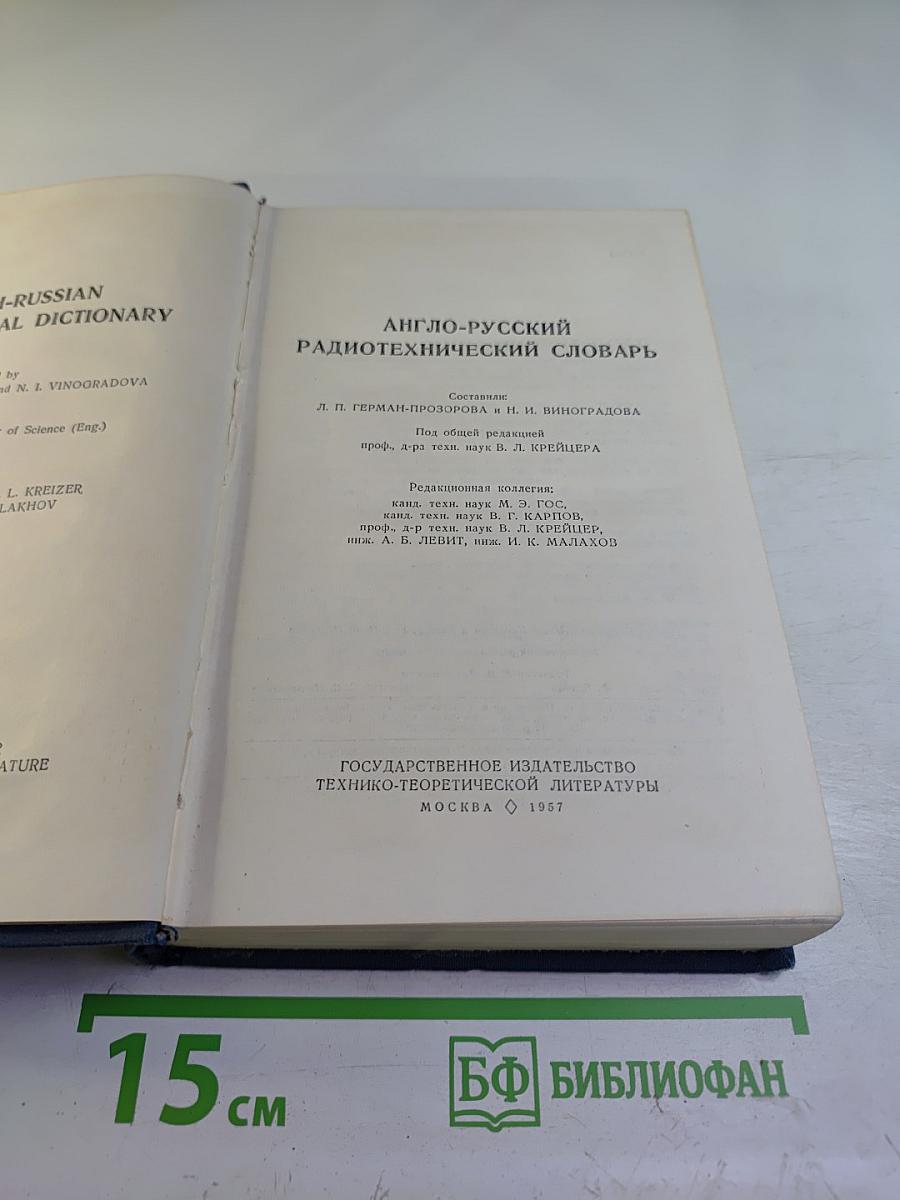 H-RUSSIAN
AL DICTIONARY
by
and N. I. VINOGRADOVA
of Science (Eng.)
L. KREIZER,
LAKHOV
ATURE
АНГЛО-РУССКИЙ
РАДИОТЕХНИЧЕСКИЙ СЛОВАРЬ
Составили:
Л. П. ГЕРМАН-ПРОЗОРОВА и Н. И. ВИНОГРАДОВА
Под общей редакцией
проф., д-ра техн. наук В. Л. КРЕЙЦЕРА
Редакционная коллегия:
канд. техн. наук М. Э. ГОС,
канд. техн. наук В. Г. КАРПОВ,
проф., д-р техн. наук В. Л. КРЕЙЦЕР,
инж. А. Б. ЛЕВИТ, инж. И. К. МАЛАХОВ
ГОСУДАРСТВЕННОЕ ИЗДАТЕЛЬСТВО
ТЕХНИКО-ТЕОРЕТИЧЕСКОЙ ЛИТЕРАТУРЫ
МОСКВА ◊ 1957
15 см
БФ БИБЛИОФАН